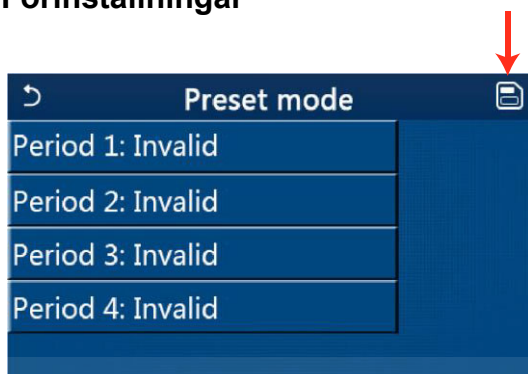 Förinställningar
Preset mode
Period 1: Invalid
Period 2: Invalid
Period 3: Invalid
Period 4: Invalid